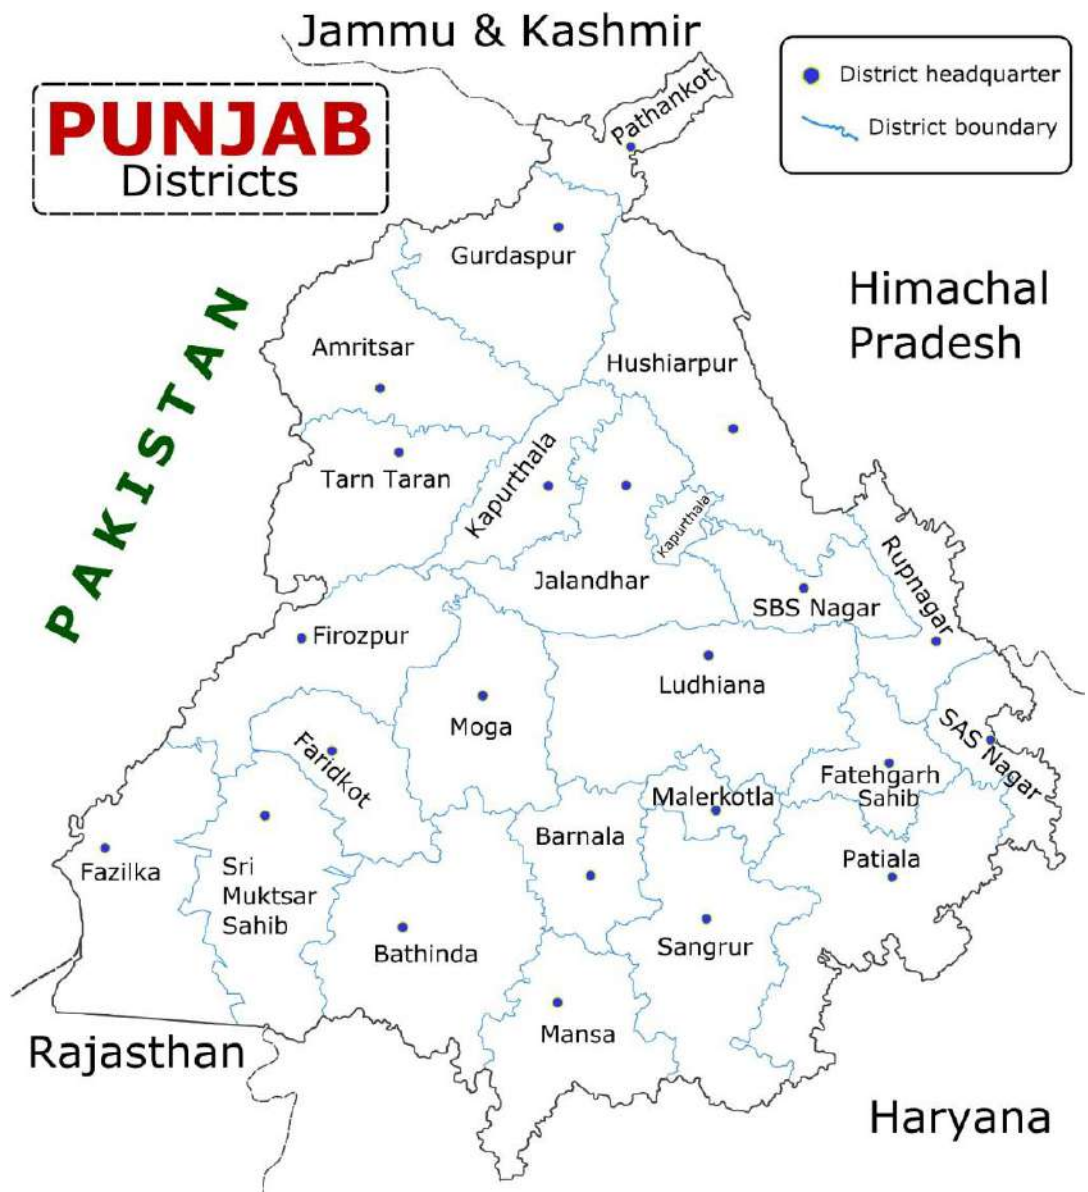 Jammu & Kashmir
PUNJAB
Districts
District headquarter
District boundary
Pathankot
Gurdaspur
Himachal
Pradesh
PAKISTAN
Amritsar
Hushiarpur
Tarn Taran
Kapurthala
Kapurthala
Rupnagar
Jalandhar
SBS Nagar
Firozpur
Ludhiana
Moga
SAS Nagar
Faridkot
Fatehgarh
Sahib
Malerkotla
Barnala
Patiala
Fazilka
Sri
Muktsar
Sahib
Bathinda
Sangrur
Mansa
Rajasthan
Haryana